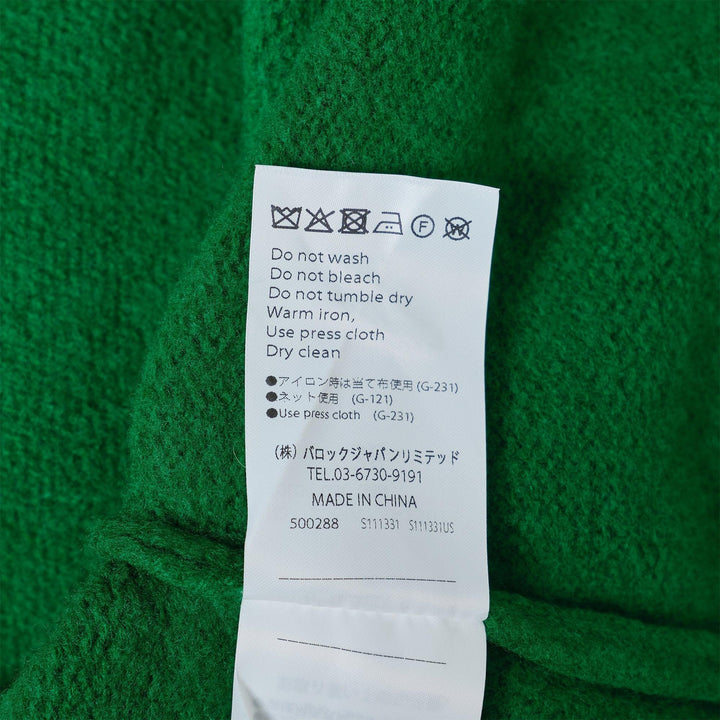 F W
Do not wash
Do not bleach
Do not tumble dry
Warm iron,
Use press cloth
Dry clean
●アイロン時は当て布使用 (G-231)
●ネット使用 (G-121)
●Use press cloth (G-231)
(株) バロックジャパンリミテッド
TEL.03-6730-9191
MADE IN CHINA
500288 S111331 S111331US